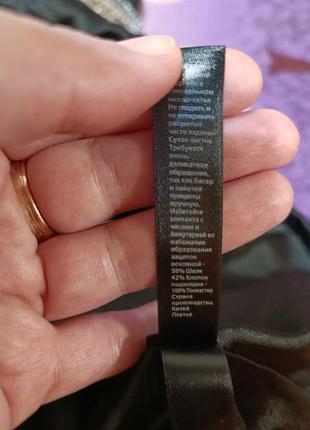 специальном
мешке-сетке
Не гладить и
не отпаривать
расшитые
части изделия
Сухая чистка
Требуется
очень
деликатное
обращение,
так как бисер
и пайетки
пришиты
вручную.
Избегайте
контакта с
часами и
бижутерией во
избежание
образования
зацепок
основной -
58% Шелк
42% Хлопок
подкладка -
100% Полиэстер
Страна
производства
Китай
Платье